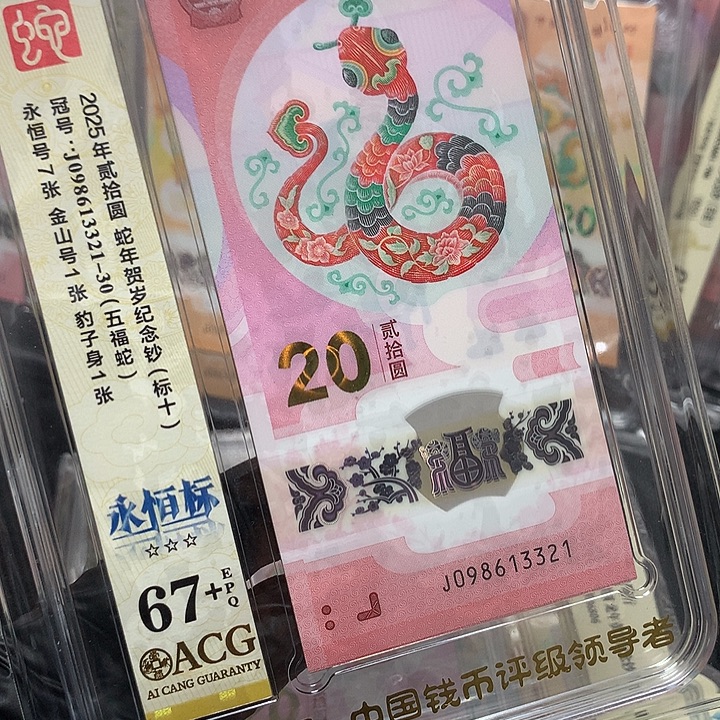 蛇
2025年贰拾圆 蛇年贺岁纪念钞（标十）
冠号：J098613321-30（五福蛇）
永恒号7张 金山号1张 豹子身1张
永恒标
☆☆☆
67+
EPQ
ACG
AI CANG GUARANTY
20
贰拾圆
福
J098613321
中国钱币评级领导者
20